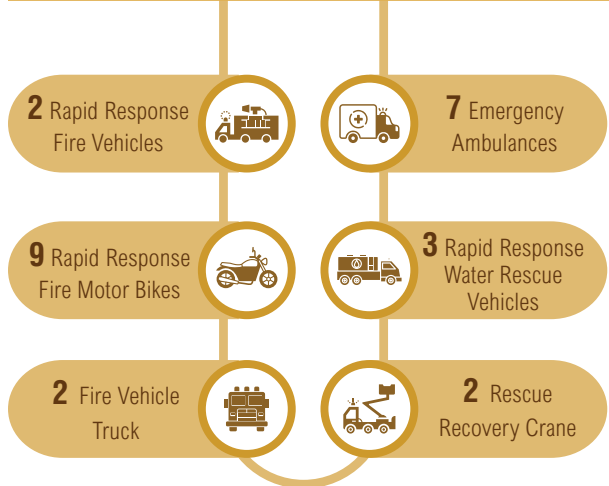 2 Rapid Response
Fire Vehicles
7 Emergency
Ambulances
9 Rapid Response
Fire Motor Bikes
3 Rapid Response
Water Rescue
Vehicles
2 Fire Vehicle
Truck
2 Rescue
Recovery Crane